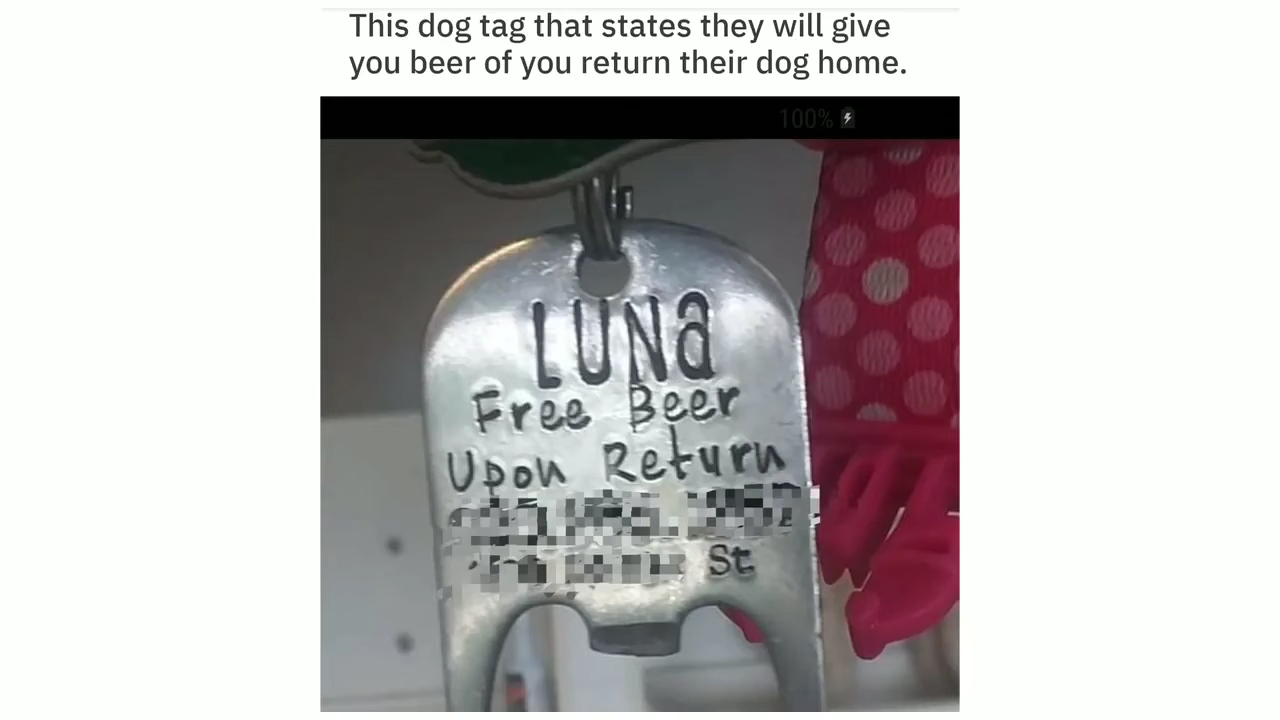 This dog tag that states they will give
you beer of you return their dog home.
100%
LUNa
Free Beer
Upon Return
St